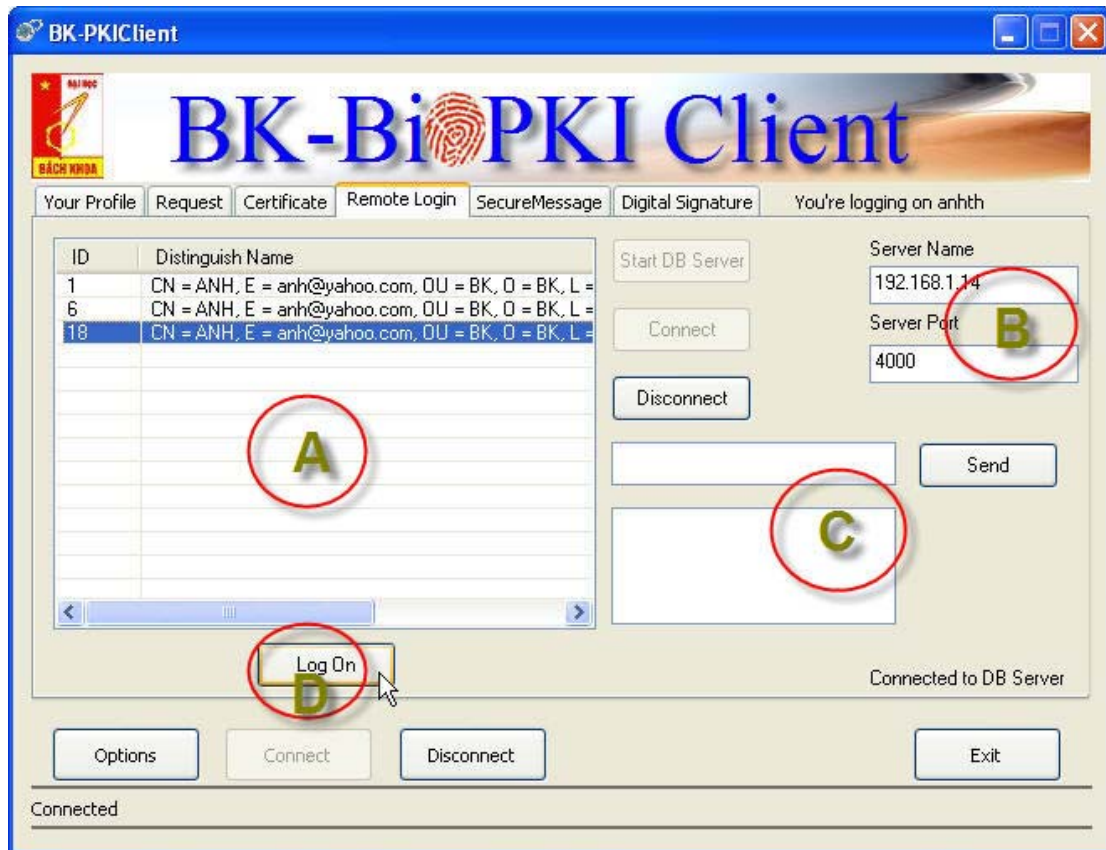 BK-PKIClient
ĐẠI HỌC
BÁCH KHOA
BK-BioPKI Client
Your Profile Request Certificate Remote Login SecureMessage Digital Signature You're logging on anhth
ID Distinguish Name
1 CN = ANH, E = anh@yahoo.com, OU = BK, O = BK, L =
6 CN = ANH, E = anh@yahoo.com, OU = BK, O = BK, L =
18 CN = ANH, E = anh@yahoo.com, OU = BK, O = BK, L =
A
Start DB Server
Connect
Disconnect
Server Name
192.168.1.14
Server Port
4000
B
Send
C
Log On
D
Connected to DB Server
Options Connect Disconnect Exit
Connected